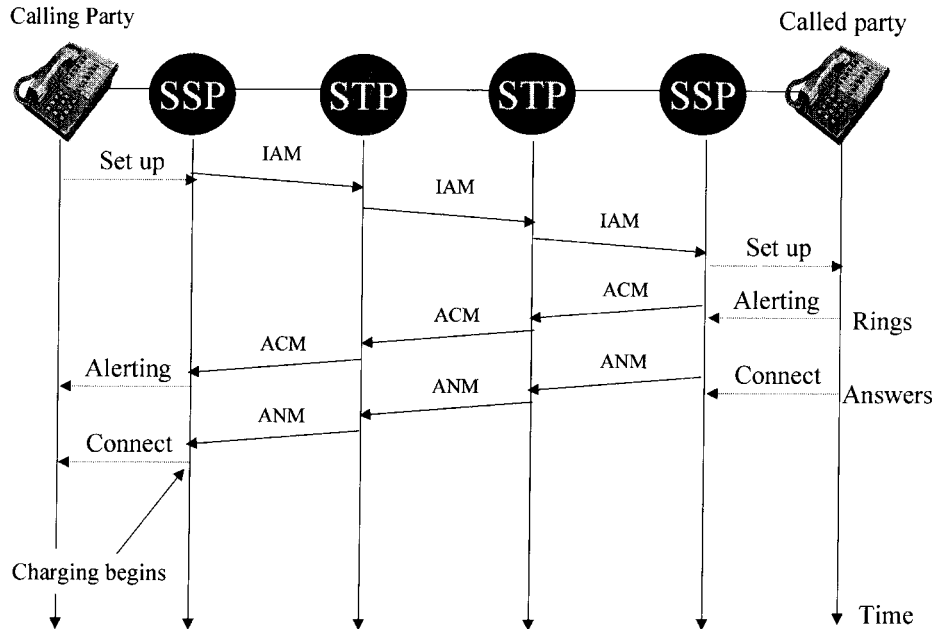 Calling Party
Called party
SSP
STP
STP
SSP
Set up
IAM
IAM
IAM
Set up
ACM
Alerting
ACM
Rings
ACM
Alerting
ANM
Connect
ANM
Answers
ANM
Connect
Charging begins
Time